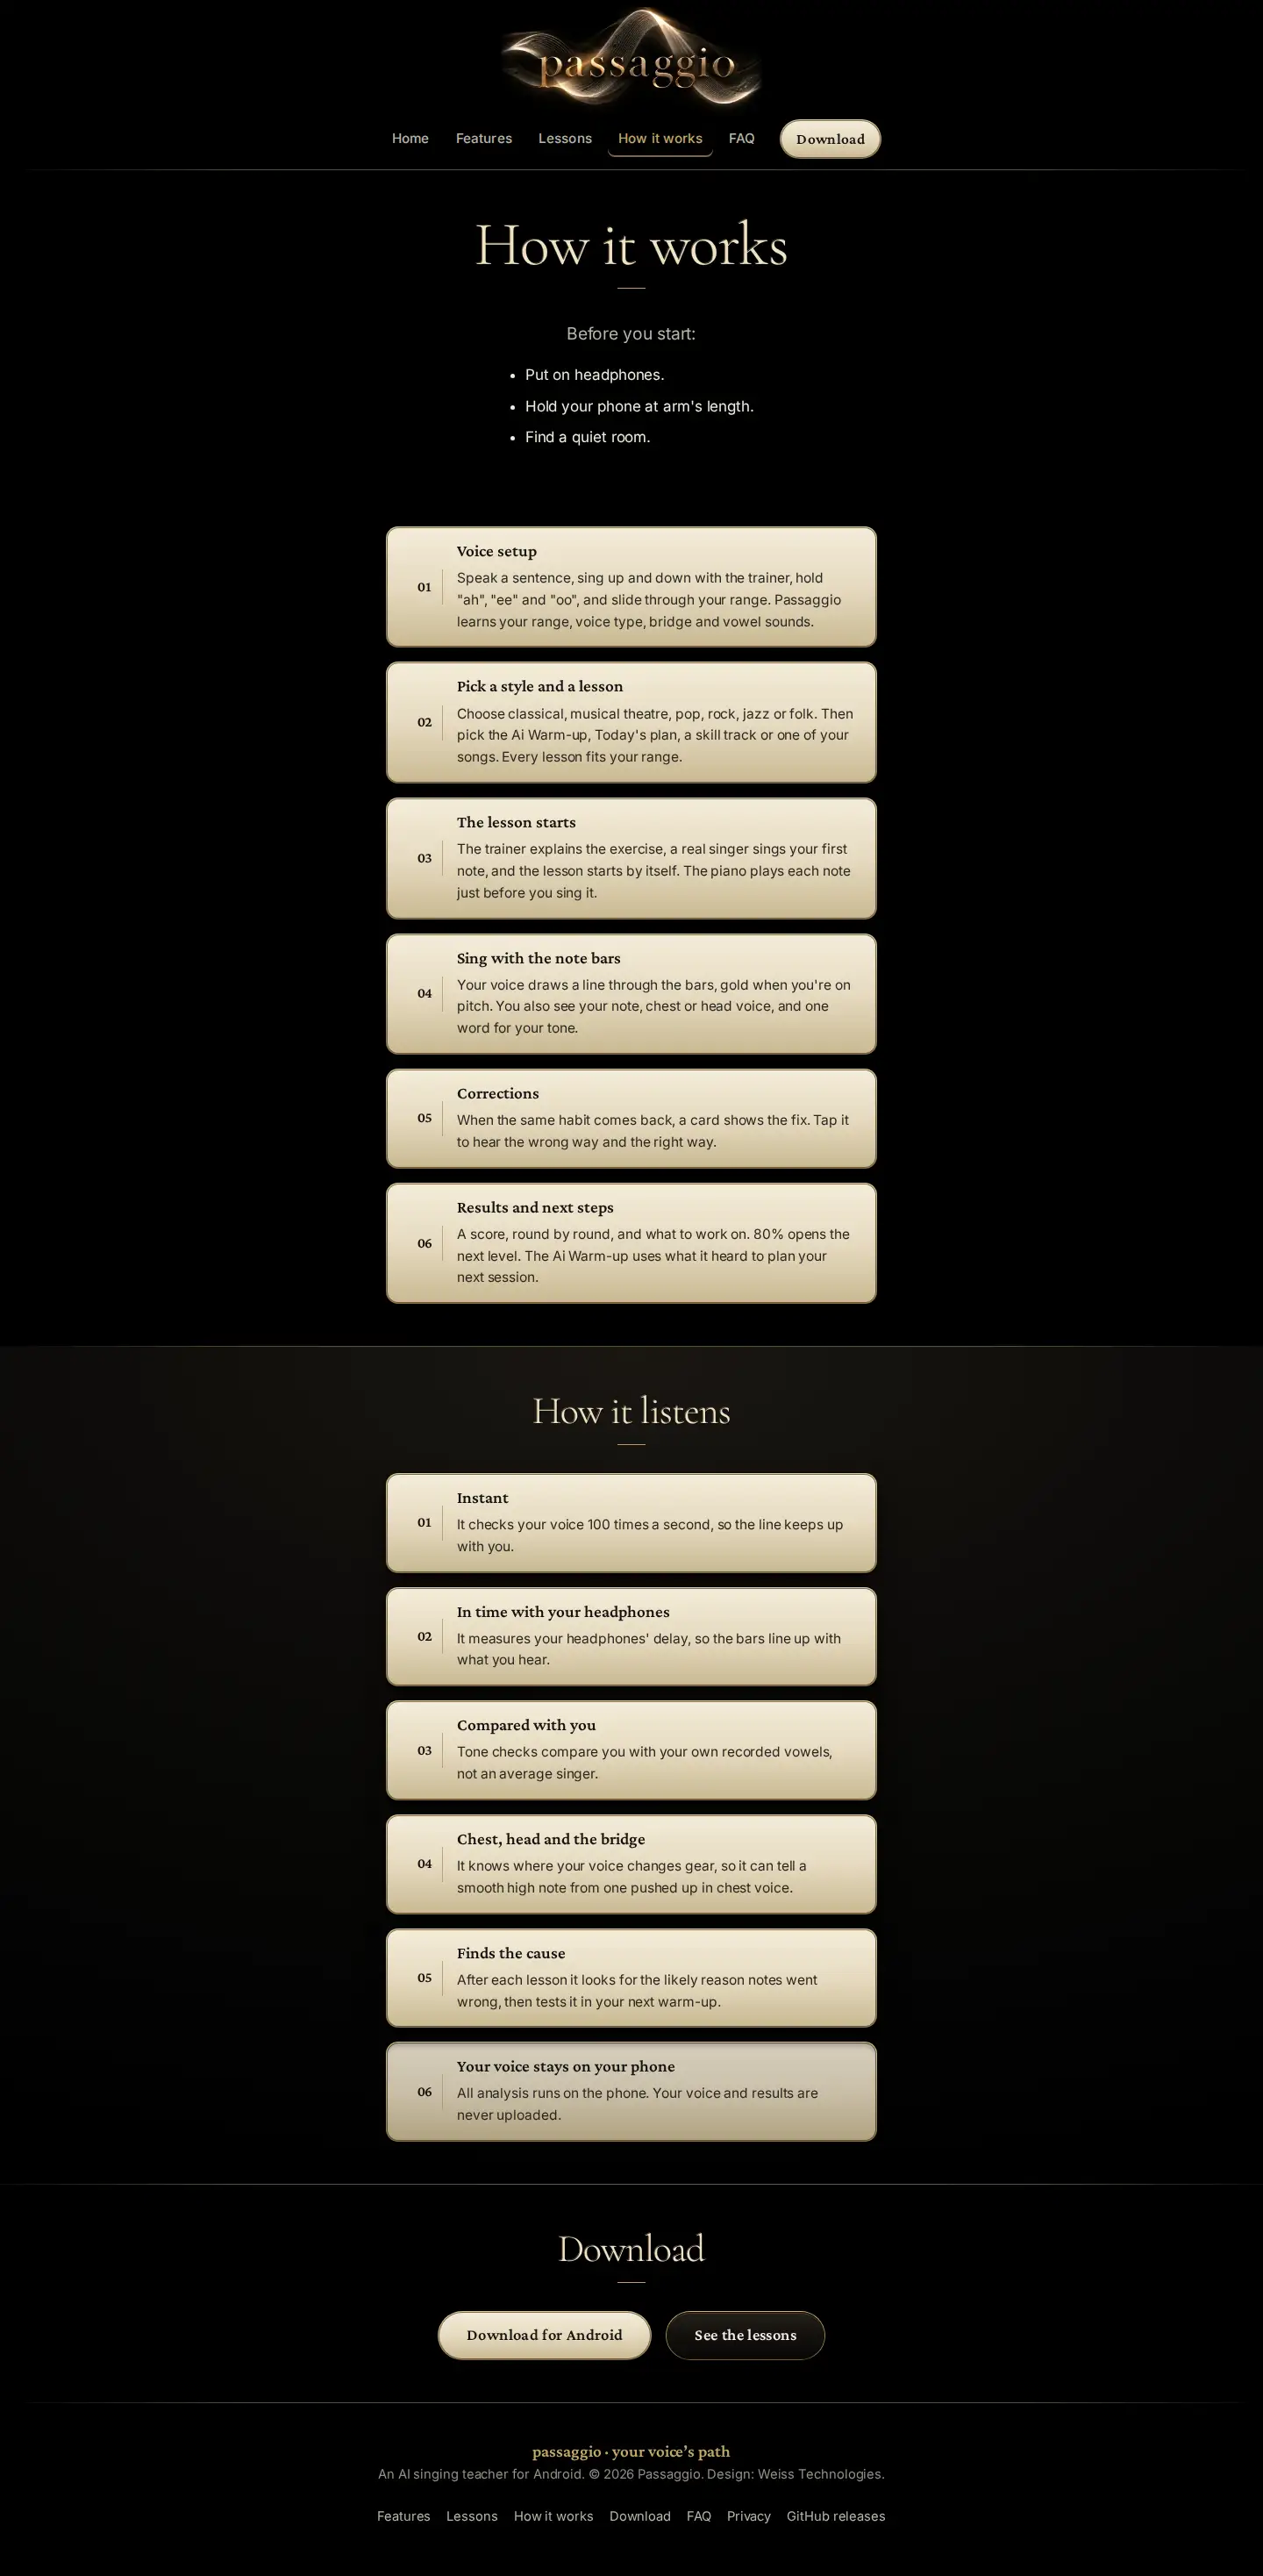 passaggio
Home Features Lessons How it works FAQ Download
How it works
Before you start:
• Put on headphones.
• Hold your phone at arm's length.
• Find a quiet room.
Voice setup
01
Speak a sentence, sing up and down with the trainer, hold
"ah", "ee" and "oo", and slide through your range. Passaggio
learns your range, voice type, bridge and vowel sounds.
Pick a style and a lesson
02
Choose classical, musical theatre, pop, rock, jazz or folk. Then
pick the Ai Warm-up, Today's plan, a skill track or one of your
songs. Every lesson fits your range.
The lesson starts
03
The trainer explains the exercise, a real singer sings your first
note, and the lesson starts by itself. The piano plays each note
just before you sing it.
Sing with the note bars
04
Your voice draws a line through the bars, gold when you're on
pitch. You also see your note, chest or head voice, and one
word for your tone.
Corrections
05
When the same habit comes back, a card shows the fix. Tap it
to hear the wrong way and the right way.
Results and next steps
06
A score, round by round, and what to work on. 80% opens the
next level. The Ai Warm-up uses what it heard to plan your
next session.
How it listens
Instant
01
It checks your voice 100 times a second, so the line keeps up
with you.
In time with your headphones
02
It measures your headphones' delay, so the bars line up with
what you hear.
Compared with you
03
Tone checks compare you with your own recorded vowels,
not an average singer.
Chest, head and the bridge
04
It knows where your voice changes gear, so it can tell a
smooth high note from one pushed up in chest voice.
Finds the cause
05
After each lesson it looks for the likely reason notes went
wrong, then tests it in your next warm-up.
Your voice stays on your phone
06
All analysis runs on the phone. Your voice and results are
never uploaded.
Download
Download for Android See the lessons
passaggio · your voice's path
An AI singing teacher for Android. © 2026 Passaggio. Design: Weiss Technologies.
Features Lessons How it works Download FAQ Privacy GitHub releases